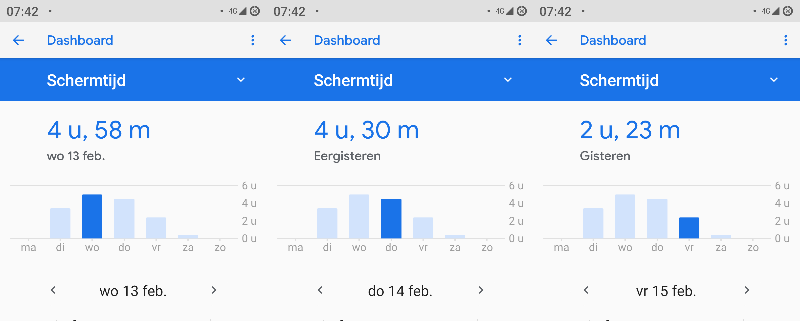 07:42
4G
Dashboard
Schermtijd
4 u, 58 m
wo 13 feb.
6 u
4 u
2 u
0 u
ma di wo do vr za zo
wo 13 feb.
07:42
4G
Dashboard
Schermtijd
4 u, 30 m
Eergisteren
6 u
4 u
2 u
0 u
ma di wo do vr za zo
do 14 feb.
07:42
4G
Dashboard
Schermtijd
2 u, 23 m
Gisteren
6 u
4 u
2 u
0 u
ma di wo do vr za zo
vr 15 feb.